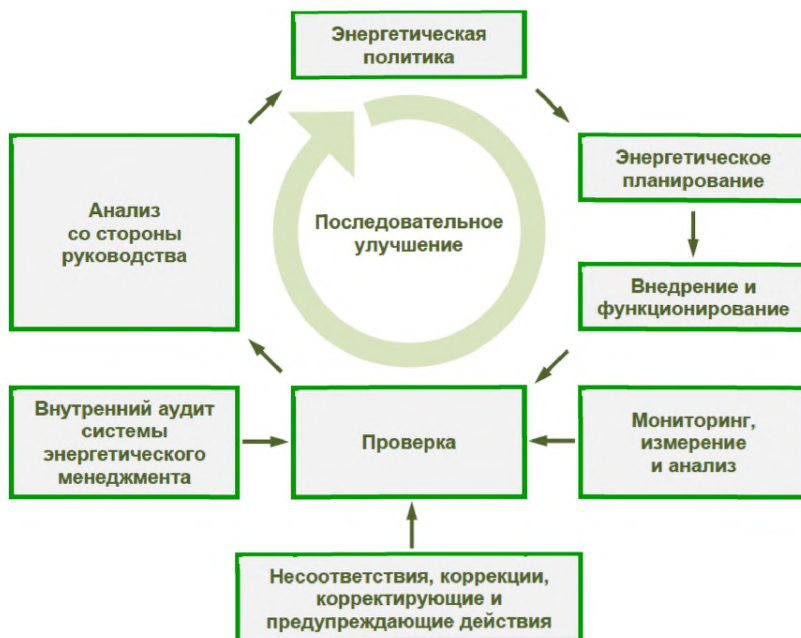 Энергетическая
политика
Энергетическое
планирование
Анализ
со стороны
руководства
Последовательное
улучшение
Внедрение и
функционирование
Внутренний аудит
системы
энергетического
менеджмента
Проверка
Мониторинг,
измерение
и анализ
Несоответствия, коррекции,
корректирующие и
предупреждающие действия